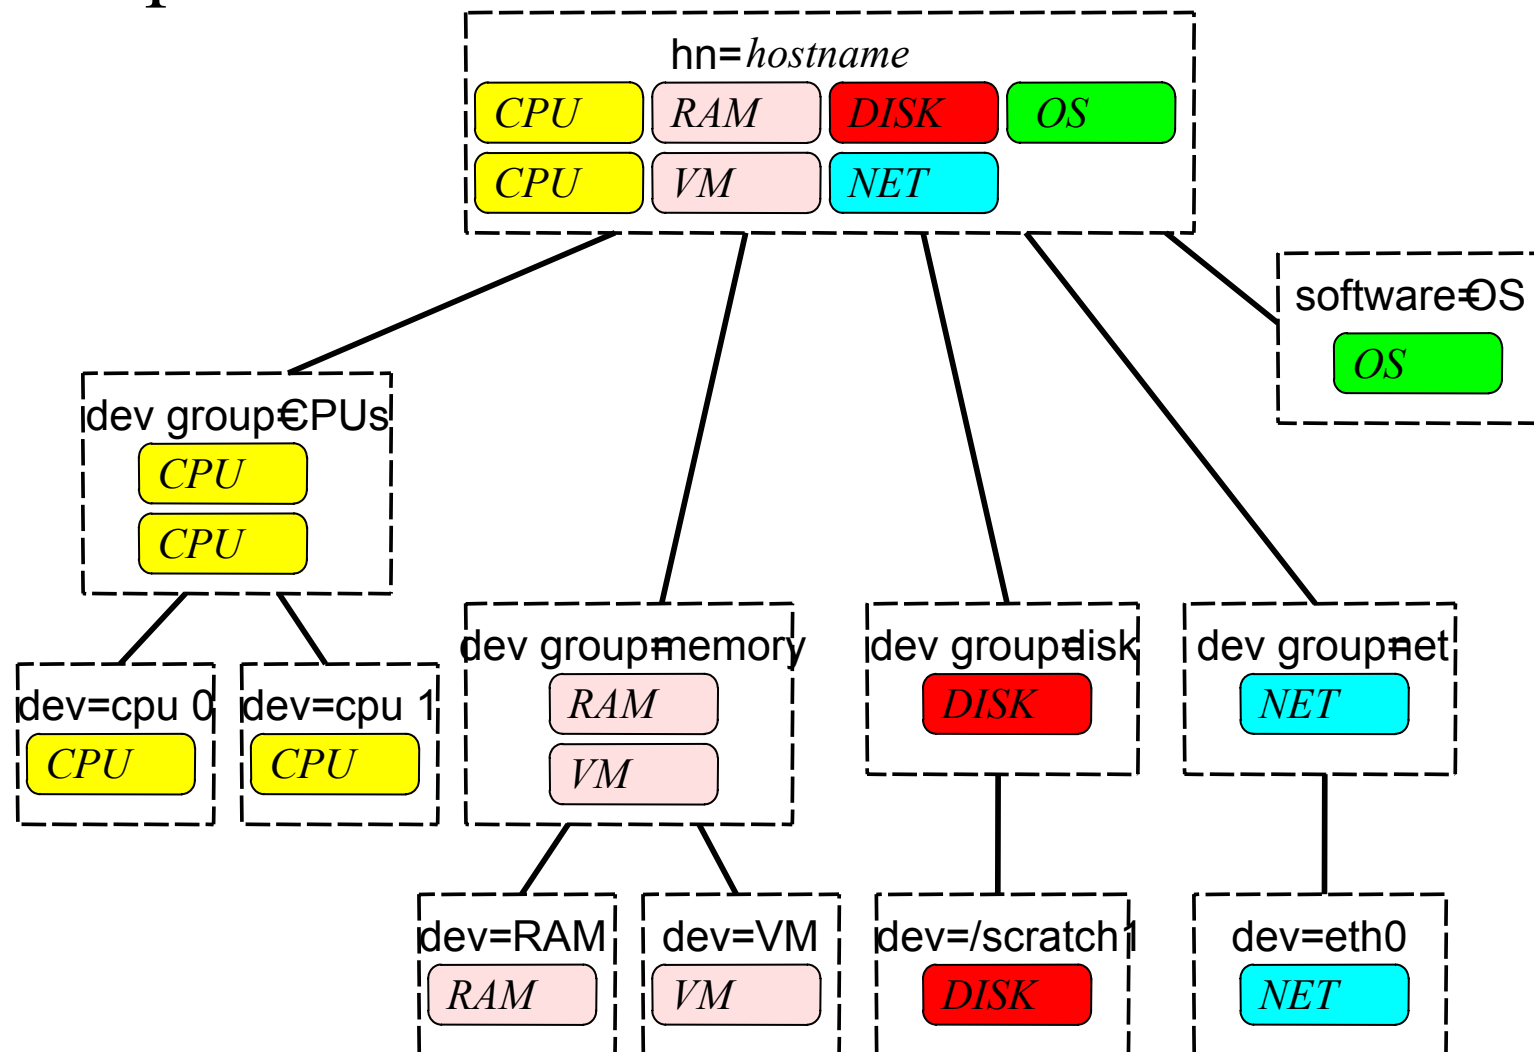 hn=hostname
CPU RAM DISK OS
CPU VM NET
software=OS
OS
dev group=CPUs
CPU
CPU
dev group=memory
dev group=disk
dev group=net
dev=cpu 0
dev=cpu 1
RAM
DISK
NET
CPU
CPU
VM
dev=RAM
dev=VM
dev=/scratch1
dev=eth0
RAM
VM
DISK
NET